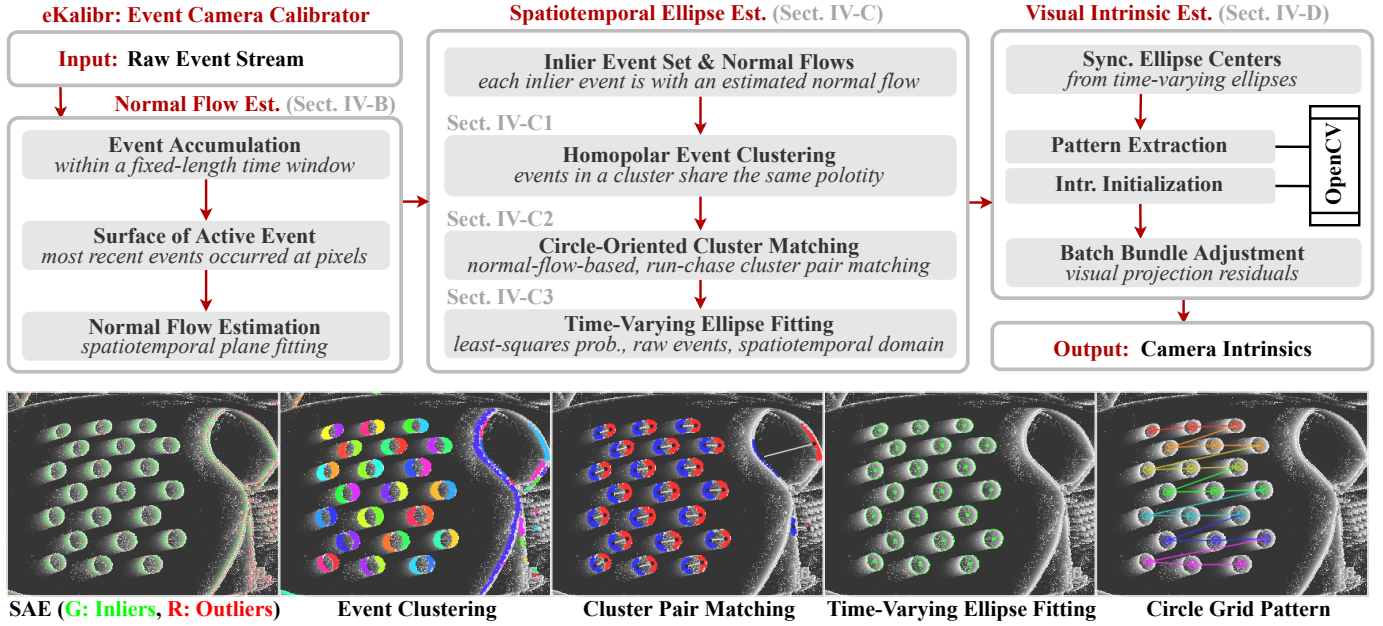 eKalibr: Event Camera Calibrator
Input: Raw Event Stream
Normal Flow Est. (Sect. IV-B)
Event Accumulation
within a fixed-length time window
Surface of Active Event
most recent events occurred at pixels
Normal Flow Estimation
spatiotemporal plane fitting
Spatiotemporal Ellipse Est. (Sect. IV-C)
Inlier Event Set & Normal Flows
each inlier event is with an estimated normal flow
Sect. IV-C1
Homopolar Event Clustering
events in a cluster share the same polotity
Sect. IV-C2
Circle-Oriented Cluster Matching
normal-flow-based, run-chase cluster pair matching
Sect. IV-C3
Time-Varying Ellipse Fitting
least-squares prob., raw events, spatiotemporal domain
Visual Intrinsic Est. (Sect. IV-D)
Sync. Ellipse Centers
from time-varying ellipses
Pattern Extraction
Intr. Initialization
OpenCV
Batch Bundle Adjustment
visual projection residuals
Output: Camera Intrinsics
SAE (G: Inliers, R: Outliers)
Event Clustering
Cluster Pair Matching
Time-Varying Ellipse Fitting
Circle Grid Pattern